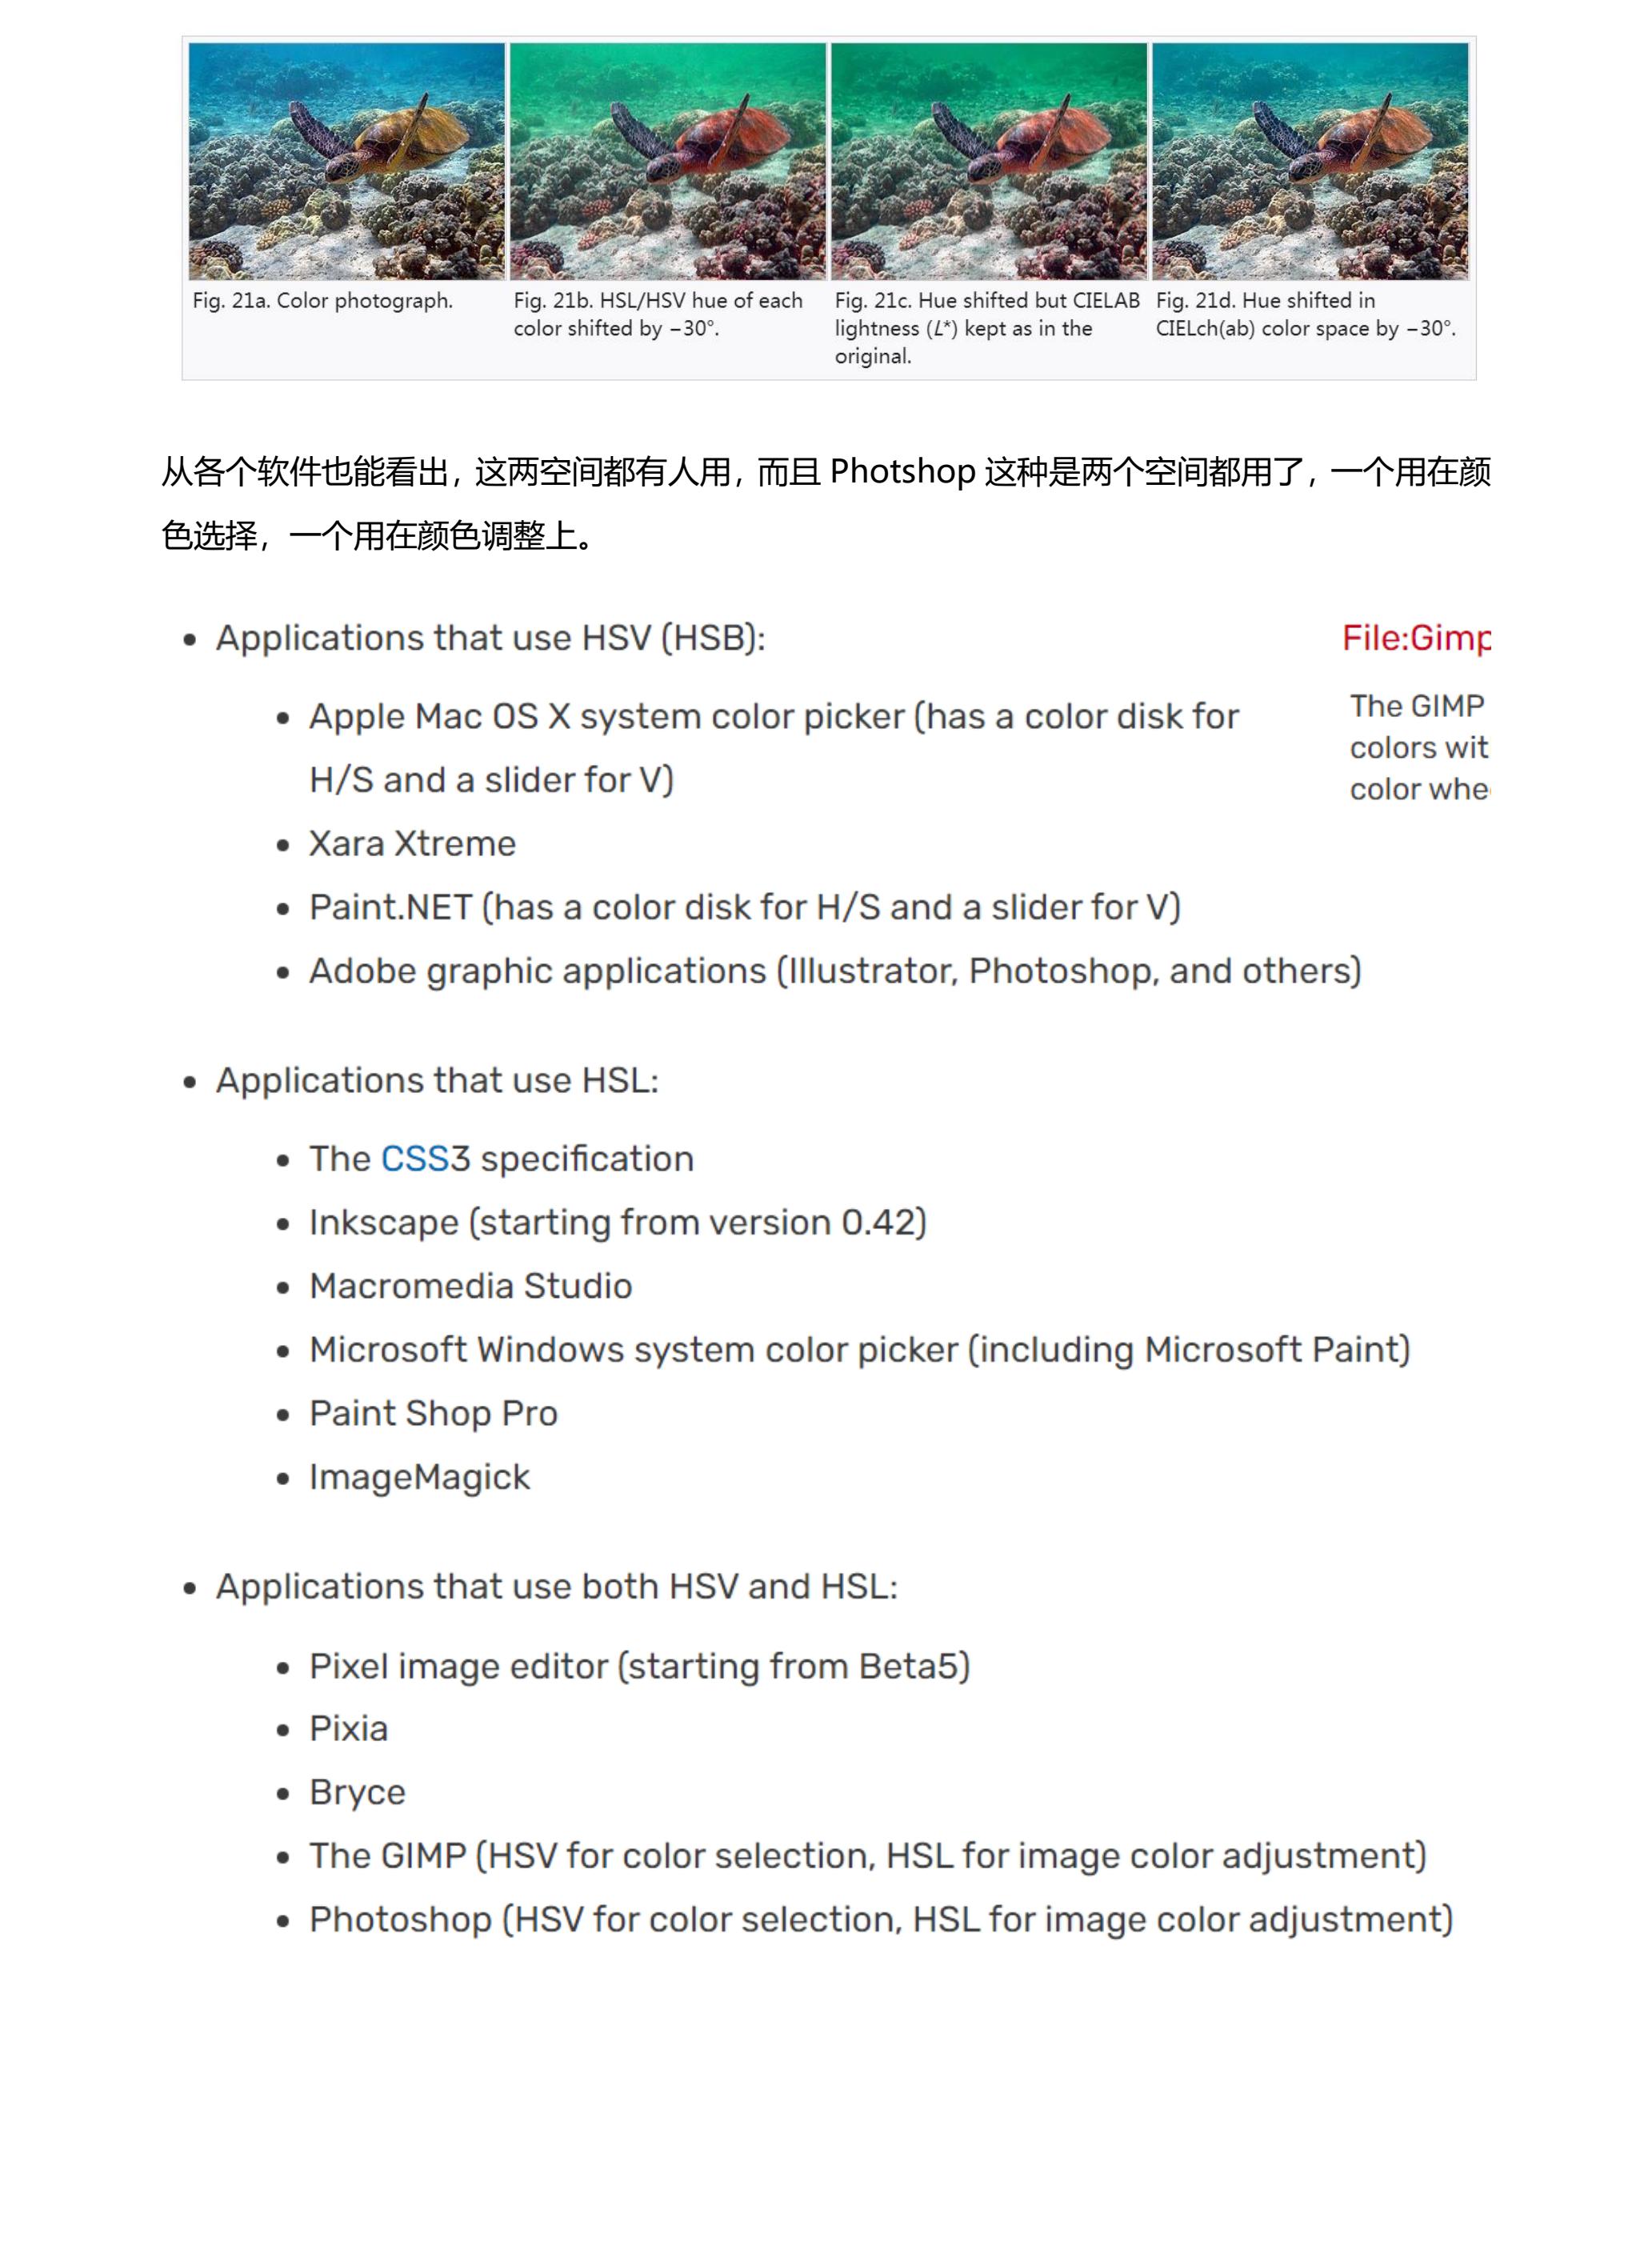 Fig. 21a. Color photograph.
Fig. 21b. HSL/HSV hue of each
color shifted by −30°.
Fig. 21c. Hue shifted but CIELAB
lightness (L*) kept as in the
original.
Fig. 21d. Hue shifted in
CIELch(ab) color space by −30°.
从各个软件也能看出，这两空间都有人用，而且 Photshop 这种是两个空间都用了，一个用在颜
色选择，一个用在颜色调整上。
• Applications that use HSV (HSB):
File:Gimp
The GIMP
colors wit
color whe
• Apple Mac OS X system color picker (has a color disk for
H/S and a slider for V)
• Xara Xtreme
• Paint.NET (has a color disk for H/S and a slider for V)
• Adobe graphic applications (Illustrator, Photoshop, and others)
• Applications that use HSL:
• The CSS3 specification
• Inkscape (starting from version 0.42)
• Macromedia Studio
• Microsoft Windows system color picker (including Microsoft Paint)
• Paint Shop Pro
• ImageMagick
• Applications that use both HSV and HSL:
• Pixel image editor (starting from Beta5)
• Pixia
• Bryce
• The GIMP (HSV for color selection, HSL for image color adjustment)
• Photoshop (HSV for color selection, HSL for image color adjustment)